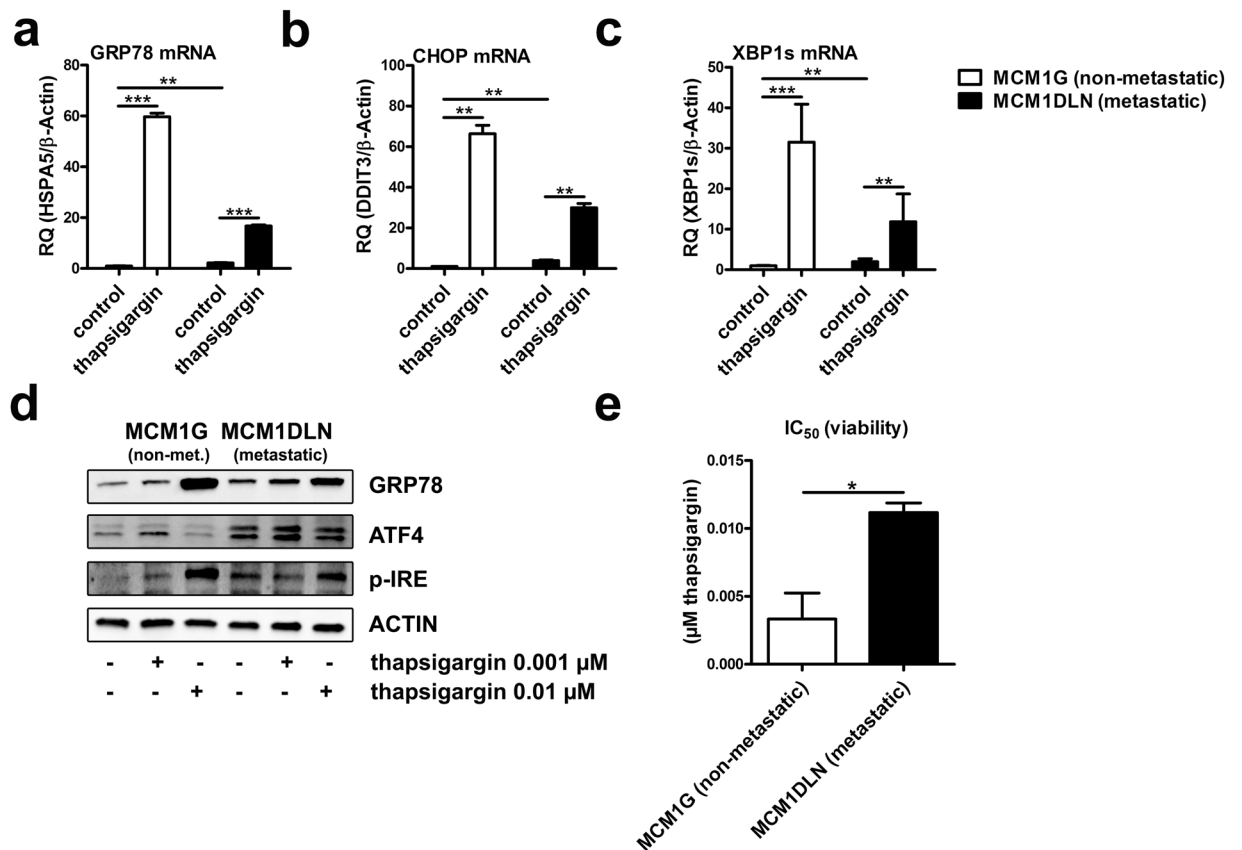 a
GRP78 mRNA
RQ (HSPA5/β-Actin)
80
60
40
20
0
**
***
***
control
thapsigargin
control
thapsigargin
b
CHOP mRNA
RQ (DDIT3/β-Actin)
100
80
60
40
20
0
**
**
**
control
thapsigargin
control
thapsigargin
c
XBP1s mRNA
RQ (XBP1s/β-Actin)
50
40
30
20
10
0
**
***
**
control
thapsigargin
control
thapsigargin
MCM1G (non-metastatic)
MCM1DLN (metastatic)
d
MCM1G MCM1DLN
(non-met.) (metastatic)
GRP78
ATF4
p-IRE
ACTIN
- + - - + - thapsigargin 0.001 µM
- - + - - + thapsigargin 0.01 µM
e
IC50 (viability)
(µM thapsigargin)
0.015
0.010
0.005
0.000
*
MCM1G (non-metastatic)
MCM1DLN (metastatic)